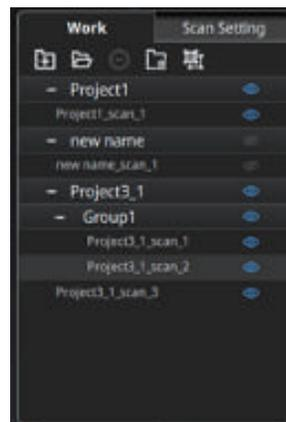 Work Scan Setting
Project1
Project1_scan_1
new name
new name_scan_1
Project3_1
Group1
Project3_1_scan_1
Project3_1_scan_2
Project3_1_scan_3